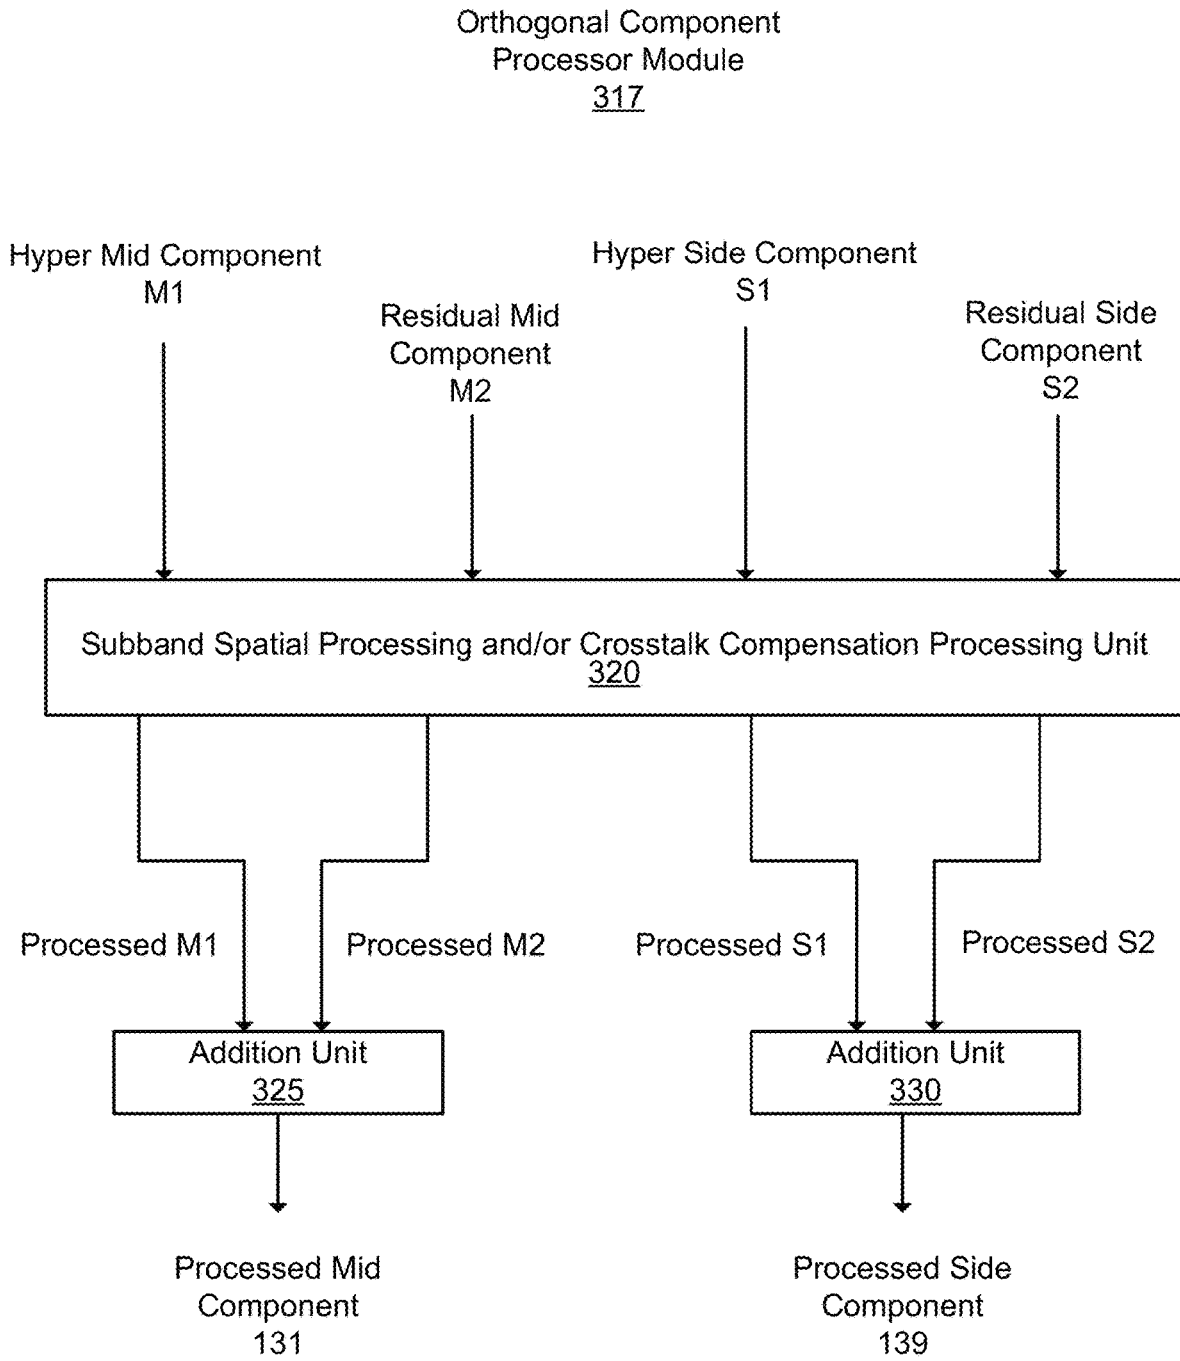 Orthogonal Component
Processor Module
317
Hyper Mid Component
M1
Residual Mid
Component
M2
Hyper Side Component
S1
Residual Side
Component
S2
Subband Spatial Processing and/or Crosstalk Compensation Processing Unit
320
Processed M1
Processed M2
Processed S1
Processed S2
Addition Unit
325
Addition Unit
330
Processed Mid
Component
131
Processed Side
Component
139